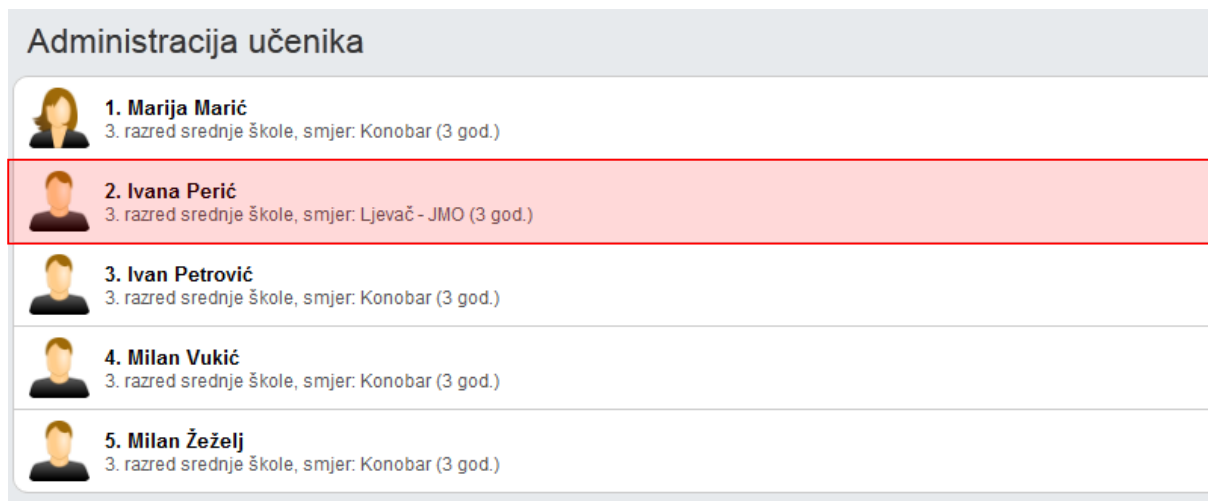 Administracija učenika
1. Marija Marić
3. razred srednje škole, smjer: Konobar (3 god.)
2. Ivana Perić
3. razred srednje škole, smjer: Ljevač - JMO (3 god.)
3. Ivan Petrović
3. razred srednje škole, smjer: Konobar (3 god.)
4. Milan Vukić
3. razred srednje škole, smjer: Konobar (3 god.)
5. Milan Žeželj
3. razred srednje škole, smjer: Konobar (3 god.)